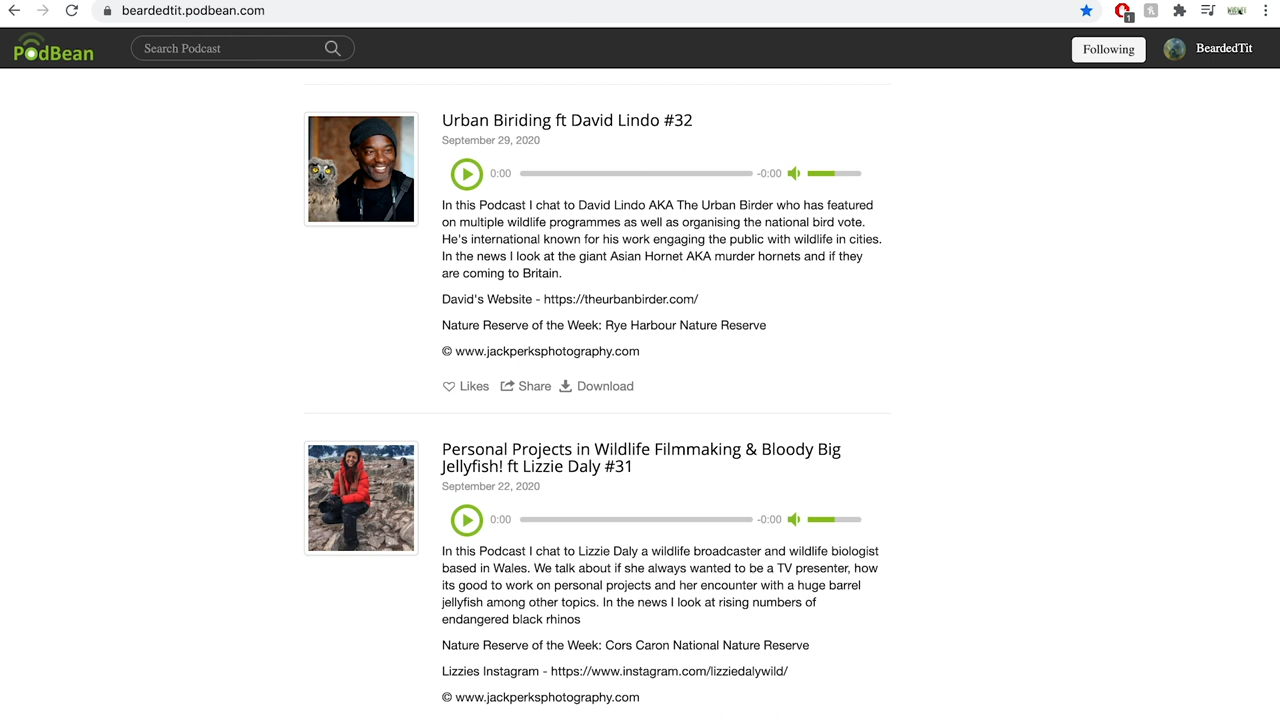 beardedtit.podbean.com
1
PodBean
Search Podcast
Following
BeardedTit
Urban Biriding ft David Lindo #32
September 29, 2020
0:00
-0:00
In this Podcast I chat to David Lindo AKA The Urban Birder who has featured
on multiple wildlife programmes as well as organising the national bird vote.
He's international known for his work engaging the public with wildlife in cities.
In the news I look at the giant Asian Hornet AKA murder hornets and if they
are coming to Britain.
David's Website - https://theurbanbirder.com/
Nature Reserve of the Week: Rye Harbour Nature Reserve
© www.jackperksphotography.com
Likes Share Download
Personal Projects in Wildlife Filmmaking & Bloody Big
Jellyfish! ft Lizzie Daly #31
September 22, 2020
0:00
-0:00
In this Podcast I chat to Lizzie Daly a wildlife broadcaster and wildlife biologist
based in Wales. We talk about if she always wanted to be a TV presenter, how
its good to work on personal projects and her encounter with a huge barrel
jellyfish among other topics. In the news I look at rising numbers of
endangered black rhinos
Nature Reserve of the Week: Cors Caron National Nature Reserve
Lizzies Instagram - https://www.instagram.com/lizziedalywild/
© www.jackperksphotography.com